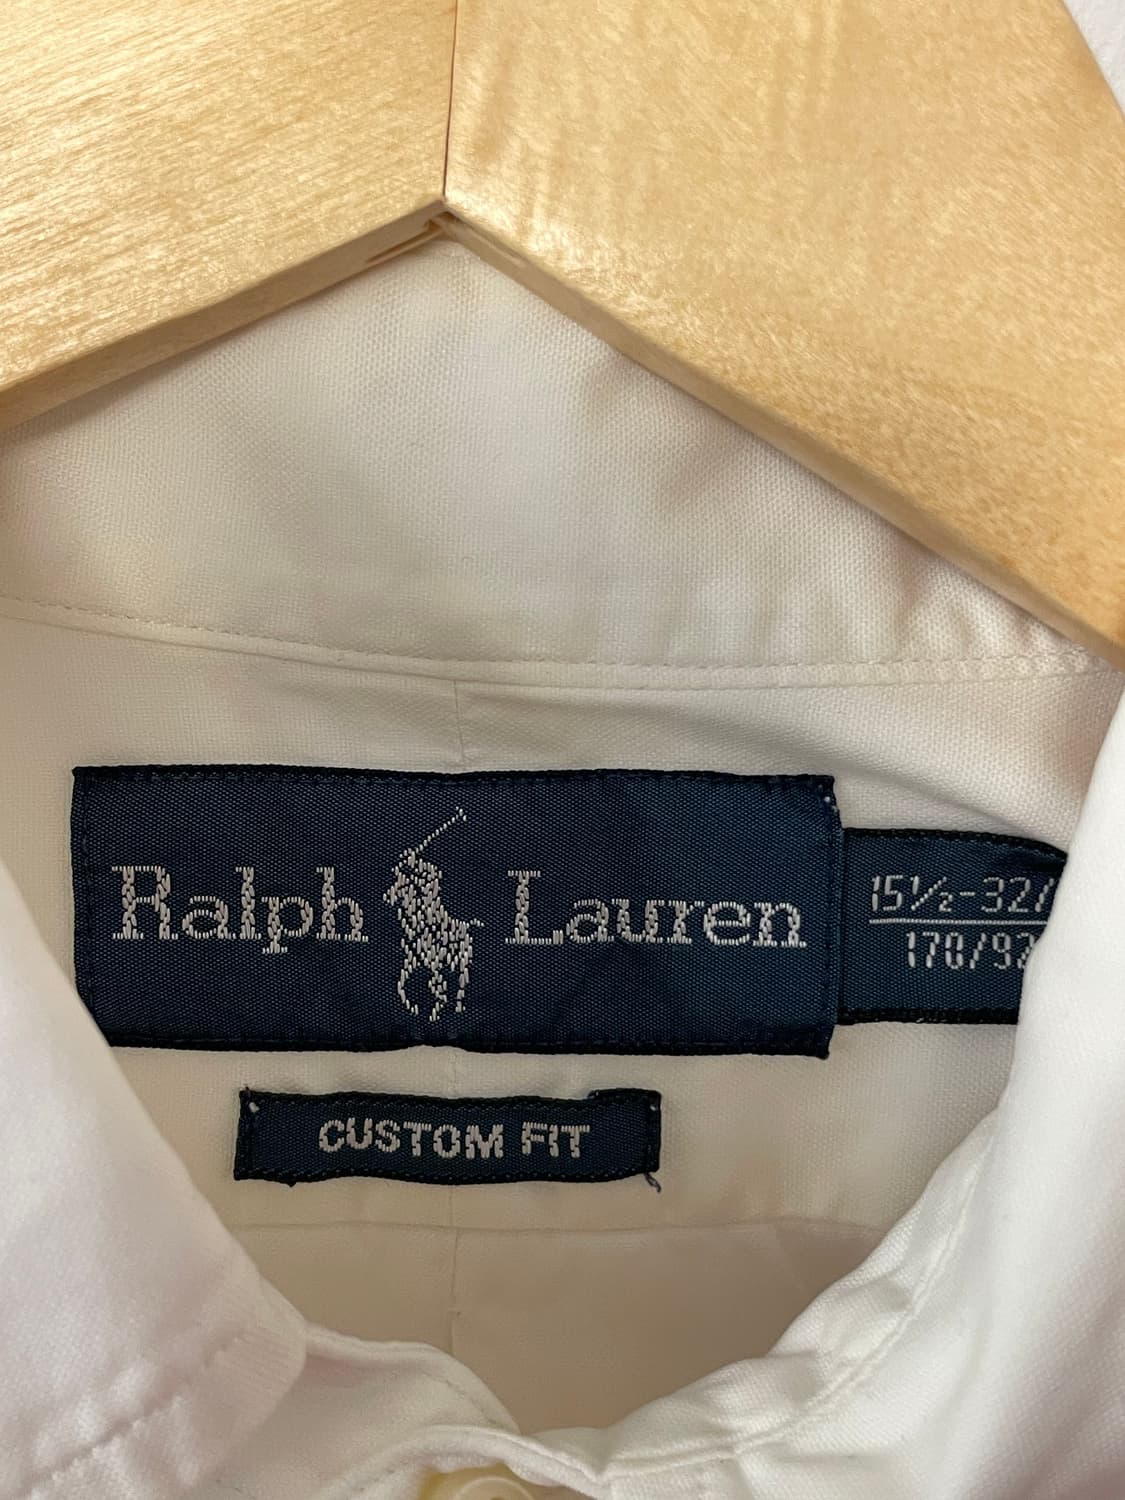 Ralph Lauren
15½-32/
170/92
CUSTOM FIT